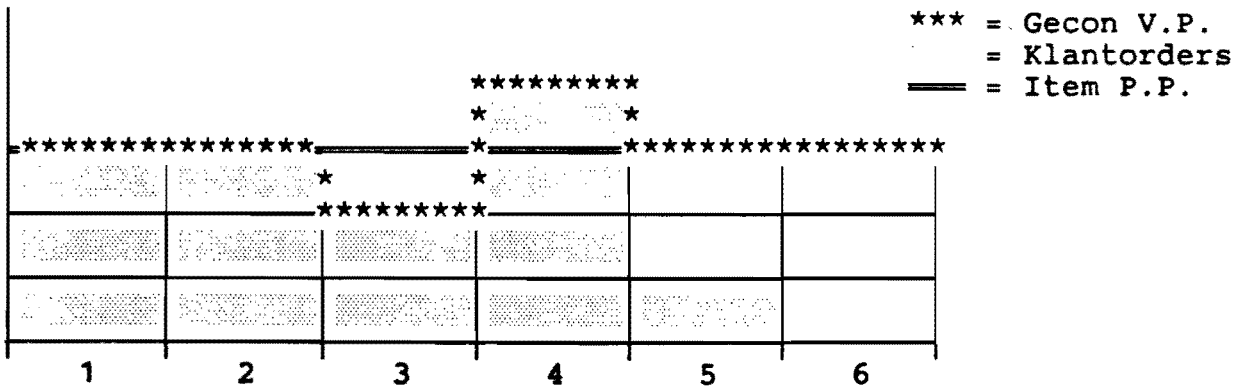 *** = Gecon V.P.
= Klantorders
= Item P.P.
1 2 3 4 5 6